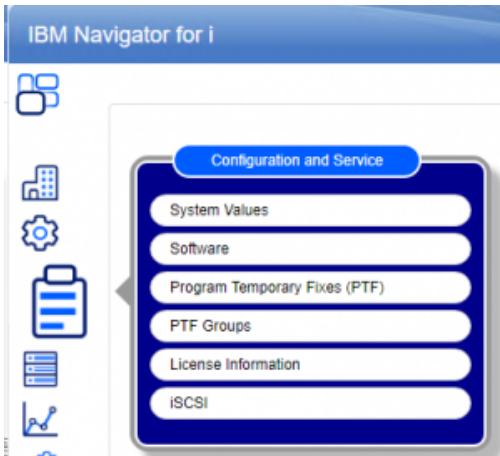 IBM Navigator for i
Configuration and Service
System Values
Software
Program Temporary Fixes (PTF)
PTF Groups
License Information
iSCSI